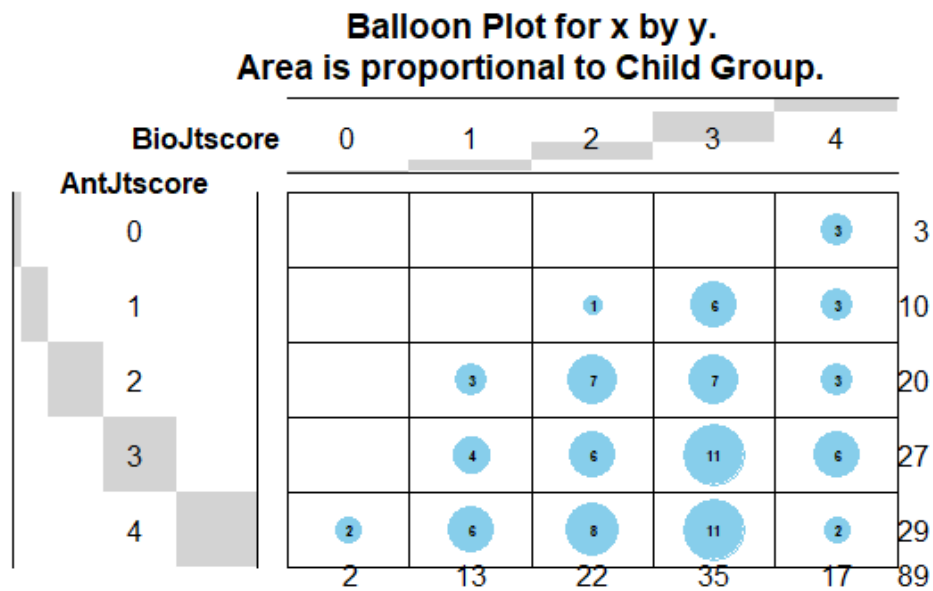 Balloon Plot for x by y.
Area is proportional to Child Group.
BioJtscore 0 1 2 3 4
AntJtscore
0 3 3
1 1 6 3 10
2 3 7 7 3 20
3 4 6 11 6 27
4 2 6 8 11 2 29
2 13 22 35 17 89